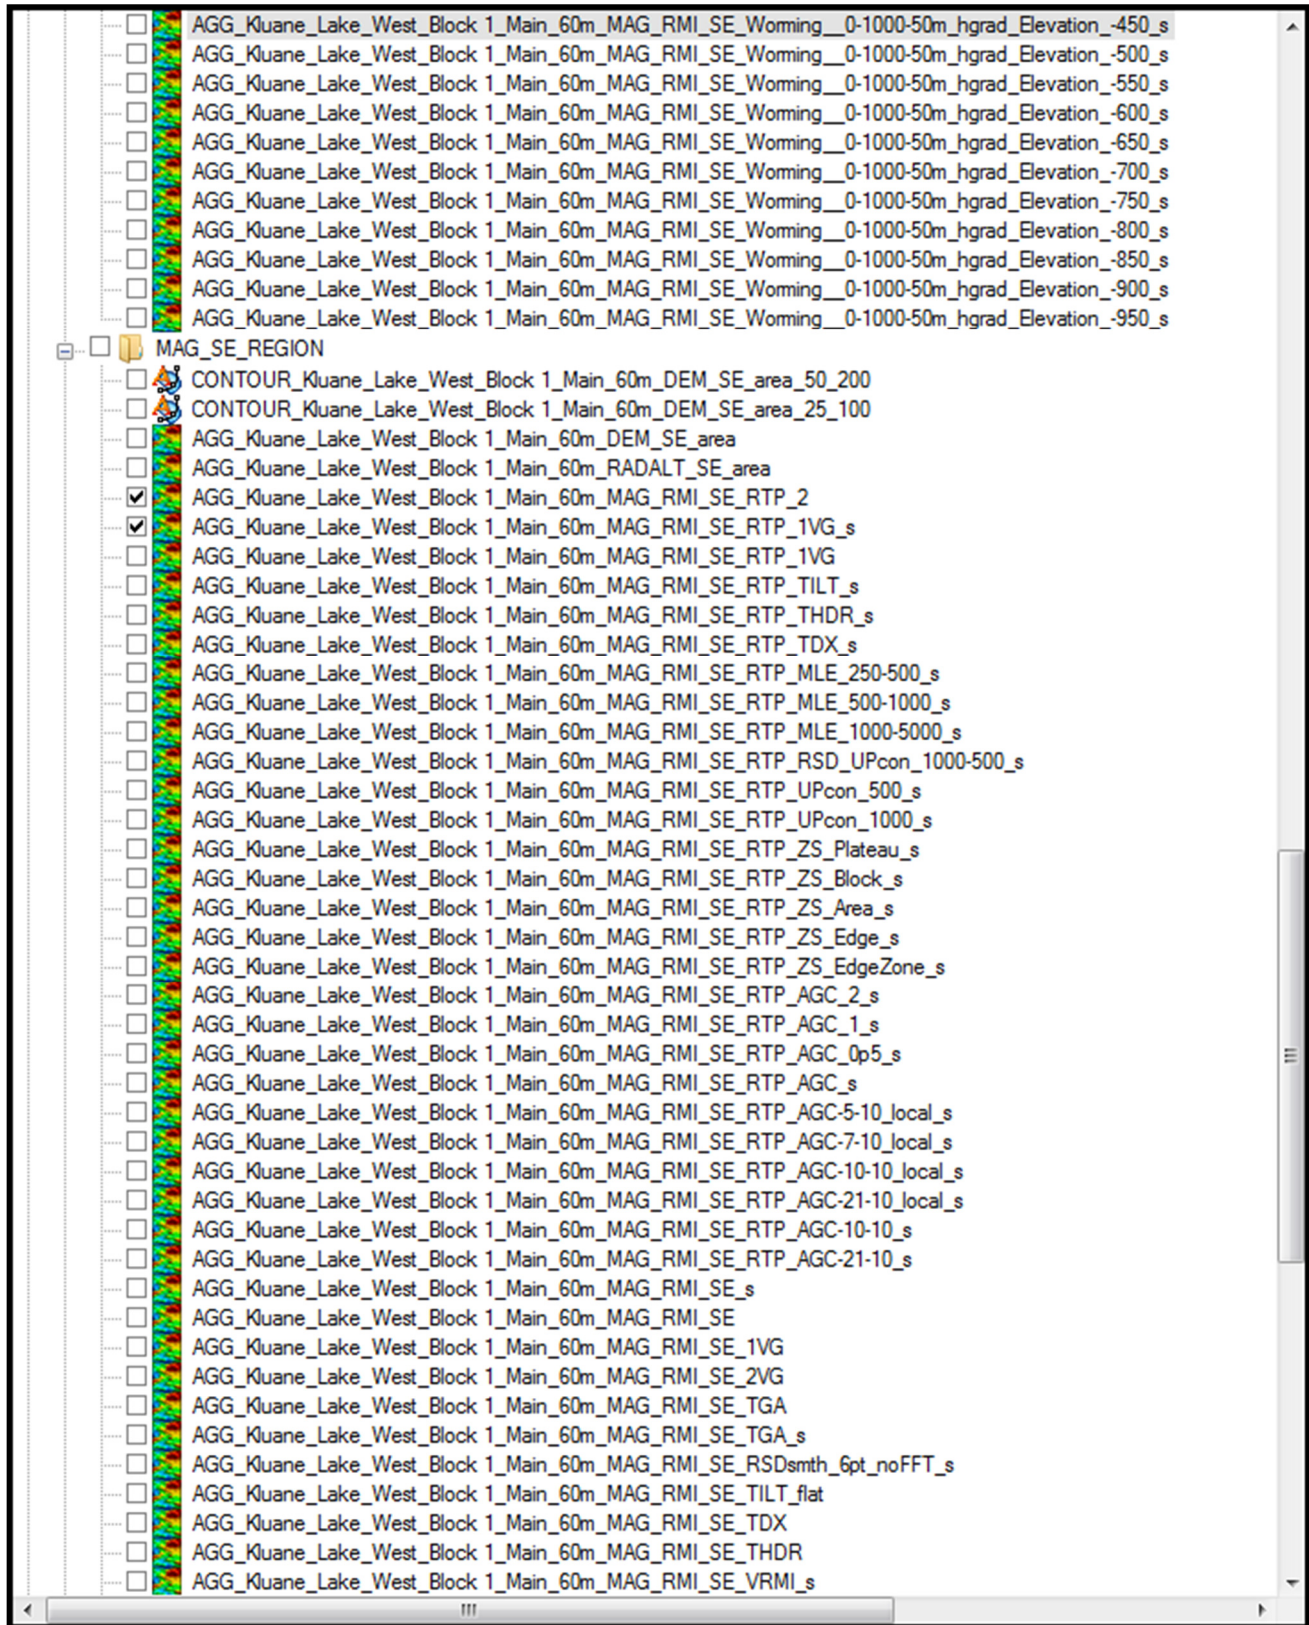 AGG_Kluane_Lake_West_Block 1_Main_60m_MAG_RMI_SE_Worming__0-1000-50m_hgrad_Elevation_-450_s
AGG_Kluane_Lake_West_Block 1_Main_60m_MAG_RMI_SE_Worming__0-1000-50m_hgrad_Elevation_-500_s
AGG_Kluane_Lake_West_Block 1_Main_60m_MAG_RMI_SE_Worming__0-1000-50m_hgrad_Elevation_-550_s
AGG_Kluane_Lake_West_Block 1_Main_60m_MAG_RMI_SE_Worming__0-1000-50m_hgrad_Elevation_-600_s
AGG_Kluane_Lake_West_Block 1_Main_60m_MAG_RMI_SE_Worming__0-1000-50m_hgrad_Elevation_-650_s
AGG_Kluane_Lake_West_Block 1_Main_60m_MAG_RMI_SE_Worming__0-1000-50m_hgrad_Elevation_-700_s
AGG_Kluane_Lake_West_Block 1_Main_60m_MAG_RMI_SE_Worming__0-1000-50m_hgrad_Elevation_-750_s
AGG_Kluane_Lake_West_Block 1_Main_60m_MAG_RMI_SE_Worming__0-1000-50m_hgrad_Elevation_-800_s
AGG_Kluane_Lake_West_Block 1_Main_60m_MAG_RMI_SE_Worming__0-1000-50m_hgrad_Elevation_-850_s
AGG_Kluane_Lake_West_Block 1_Main_60m_MAG_RMI_SE_Worming__0-1000-50m_hgrad_Elevation_-900_s
AGG_Kluane_Lake_West_Block 1_Main_60m_MAG_RMI_SE_Worming__0-1000-50m_hgrad_Elevation_-950_s
MAG_SE_REGION
CONTOUR_Kluane_Lake_West_Block 1_Main_60m_DEM_SE_area_50_200
CONTOUR_Kluane_Lake_West_Block 1_Main_60m_DEM_SE_area_25_100
AGG_Kluane_Lake_West_Block 1_Main_60m_DEM_SE_area
AGG_Kluane_Lake_West_Block 1_Main_60m_RADALT_SE_area
AGG_Kluane_Lake_West_Block 1_Main_60m_MAG_RMI_SE_RTP_2
AGG_Kluane_Lake_West_Block 1_Main_60m_MAG_RMI_SE_RTP_1VG_s
AGG_Kluane_Lake_West_Block 1_Main_60m_MAG_RMI_SE_RTP_1VG
AGG_Kluane_Lake_West_Block 1_Main_60m_MAG_RMI_SE_RTP_TILT_s
AGG_Kluane_Lake_West_Block 1_Main_60m_MAG_RMI_SE_RTP_THDR_s
AGG_Kluane_Lake_West_Block 1_Main_60m_MAG_RMI_SE_RTP_TDX_s
AGG_Kluane_Lake_West_Block 1_Main_60m_MAG_RMI_SE_RTP_MLE_250-500_s
AGG_Kluane_Lake_West_Block 1_Main_60m_MAG_RMI_SE_RTP_MLE_500-1000_s
AGG_Kluane_Lake_West_Block 1_Main_60m_MAG_RMI_SE_RTP_MLE_1000-5000_s
AGG_Kluane_Lake_West_Block 1_Main_60m_MAG_RMI_SE_RTP_RSD_UPcon_1000-500_s
AGG_Kluane_Lake_West_Block 1_Main_60m_MAG_RMI_SE_RTP_UPcon_500_s
AGG_Kluane_Lake_West_Block 1_Main_60m_MAG_RMI_SE_RTP_UPcon_1000_s
AGG_Kluane_Lake_West_Block 1_Main_60m_MAG_RMI_SE_RTP_ZS_Plateau_s
AGG_Kluane_Lake_West_Block 1_Main_60m_MAG_RMI_SE_RTP_ZS_Block_s
AGG_Kluane_Lake_West_Block 1_Main_60m_MAG_RMI_SE_RTP_ZS_Area_s
AGG_Kluane_Lake_West_Block 1_Main_60m_MAG_RMI_SE_RTP_ZS_Edge_s
AGG_Kluane_Lake_West_Block 1_Main_60m_MAG_RMI_SE_RTP_ZS_EdgeZone_s
AGG_Kluane_Lake_West_Block 1_Main_60m_MAG_RMI_SE_RTP_AGC_2_s
AGG_Kluane_Lake_West_Block 1_Main_60m_MAG_RMI_SE_RTP_AGC_1_s
AGG_Kluane_Lake_West_Block 1_Main_60m_MAG_RMI_SE_RTP_AGC_0p5_s
AGG_Kluane_Lake_West_Block 1_Main_60m_MAG_RMI_SE_RTP_AGC_s
AGG_Kluane_Lake_West_Block 1_Main_60m_MAG_RMI_SE_RTP_AGC-5-10_local_s
AGG_Kluane_Lake_West_Block 1_Main_60m_MAG_RMI_SE_RTP_AGC-7-10_local_s
AGG_Kluane_Lake_West_Block 1_Main_60m_MAG_RMI_SE_RTP_AGC-10-10_local_s
AGG_Kluane_Lake_West_Block 1_Main_60m_MAG_RMI_SE_RTP_AGC-21-10_local_s
AGG_Kluane_Lake_West_Block 1_Main_60m_MAG_RMI_SE_RTP_AGC-10-10_s
AGG_Kluane_Lake_West_Block 1_Main_60m_MAG_RMI_SE_RTP_AGC-21-10_s
AGG_Kluane_Lake_West_Block 1_Main_60m_MAG_RMI_SE_s
AGG_Kluane_Lake_West_Block 1_Main_60m_MAG_RMI_SE
AGG_Kluane_Lake_West_Block 1_Main_60m_MAG_RMI_SE_1VG
AGG_Kluane_Lake_West_Block 1_Main_60m_MAG_RMI_SE_2VG
AGG_Kluane_Lake_West_Block 1_Main_60m_MAG_RMI_SE_TGA
AGG_Kluane_Lake_West_Block 1_Main_60m_MAG_RMI_SE_TGA_s
AGG_Kluane_Lake_West_Block 1_Main_60m_MAG_RMI_SE_RSDsmth_6pt_noFFT_s
AGG_Kluane_Lake_West_Block 1_Main_60m_MAG_RMI_SE_TILT_flat
AGG_Kluane_Lake_West_Block 1_Main_60m_MAG_RMI_SE_TDX
AGG_Kluane_Lake_West_Block 1_Main_60m_MAG_RMI_SE_THDR
AGG_Kluane_Lake_West_Block 1_Main_60m_MAG_RMI_SE_VRMI_s